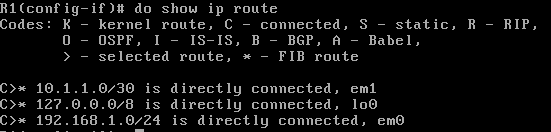 R1(config-if)# do show ip route
Codes: K - kernel route, C - connected, S - static, R - RIP,
O - OSPF, I - IS-IS, B - BGP, A - Babel,
> - selected route, * - FIB route
C>* 10.1.1.0/30 is directly connected, em1
C>* 127.0.0.0/8 is directly connected, lo0
C>* 192.168.1.0/24 is directly connected, em0